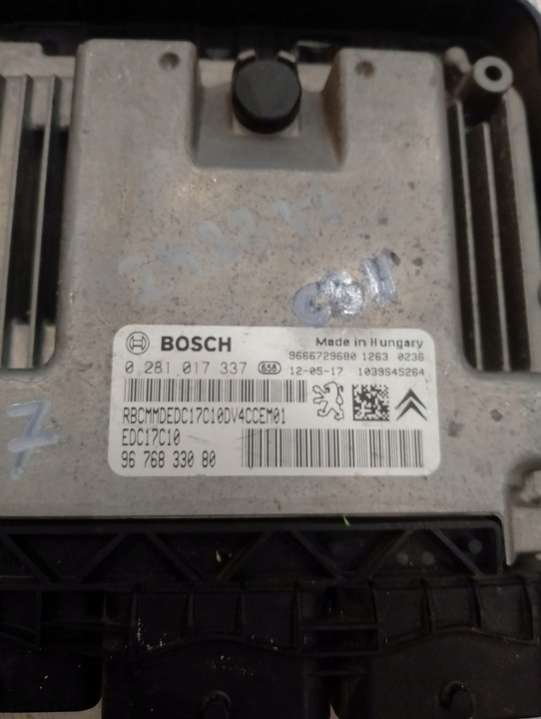 BOSCH Made in Hungary
9666729680 1263 0236
0 281 017 337 658 12-05-17 1039S45264
RBCMMDEDC17C10DV4CCEM01
EDC17C10
96 768 330 80
7